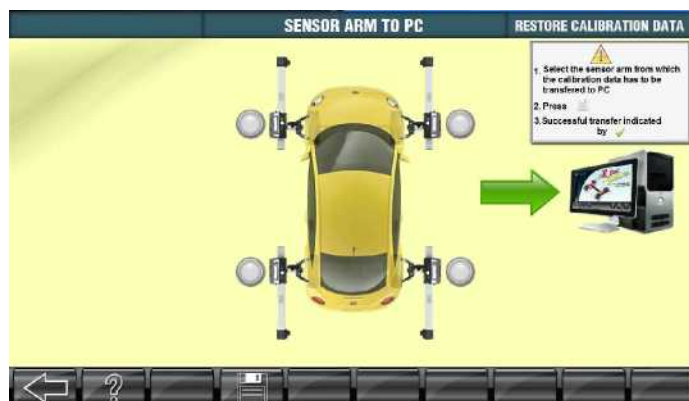 SENSOR ARM TO PC
RESTORE CALIBRATION DATA
1. Select the sensor arm from which
the calibration data has to be
transfered to PC
2. Press
3. Successful transfer indicated
by